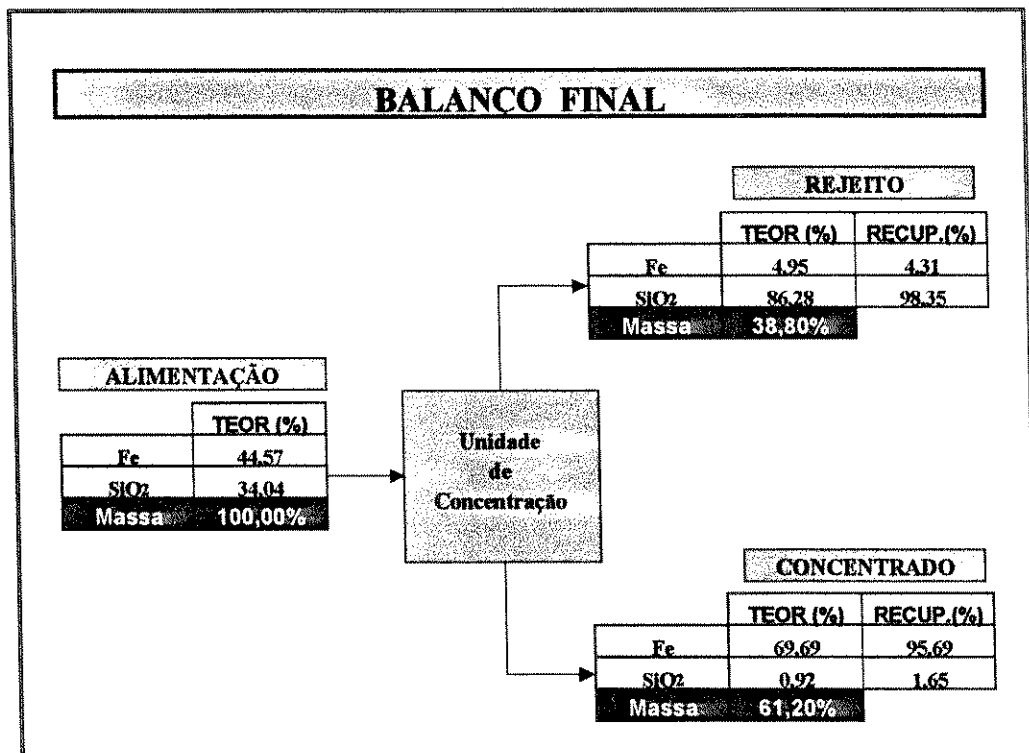 BALANÇO FINAL
REJEITO
TEOR (%) RECUP.(%)
Fe 4,95 4,31
SiO2 86,28 98,35
Massa 38,80%
ALIMENTAÇÃO
TEOR (%)
Fe 44,57
SiO2 34,04
Massa 100,00%
Unidade
de
Concentração
CONCENTRADO
TEOR (%) RECUP.(%)
Fe 69,69 95,69
SiO2 0,92 1,65
Massa 61,20%